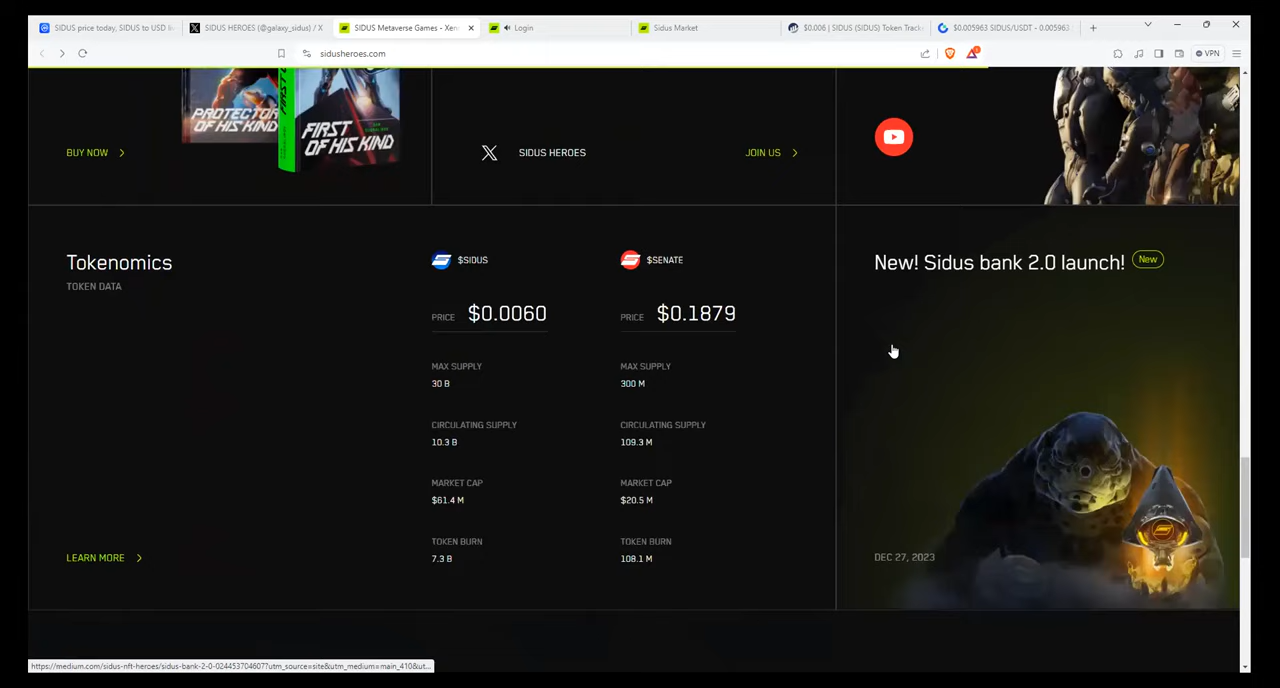 SIDUS price today, SIDUS to USD li
SIDUS HEROES (@galaxy_sidus) / X
SIDUS Metaverse Games - Xen
Login
Sidus Market
$0.006 | SIDUS (SIDUS) Token Track
$0.005963 SIDUS/USDT - 0.005963
sidusheroes.com
VPN
PROTECTOR
OF HIS KIND
FIRST
OF HIS KIND
BUY NOW
SIDUS HEROES
JOIN US
Tokenomics
TOKEN DATA
$SIDUS
$SENATE
PRICE $0.0060
PRICE $0.1879
MAX SUPPLY
30 B
MAX SUPPLY
300 M
CIRCULATING SUPPLY
10.3 B
CIRCULATING SUPPLY
109.3 M
MARKET CAP
$61.4 M
MARKET CAP
$20.5 M
TOKEN BURN
7.3 B
TOKEN BURN
108.1 M
LEARN MORE
New! Sidus bank 2.0 launch! New
DEC 27, 2023
https://medium.com/sidus-nft-heroes/sidus-bank-2-0-024453704607?utm_source=site&utm_medium=main_410&ut...